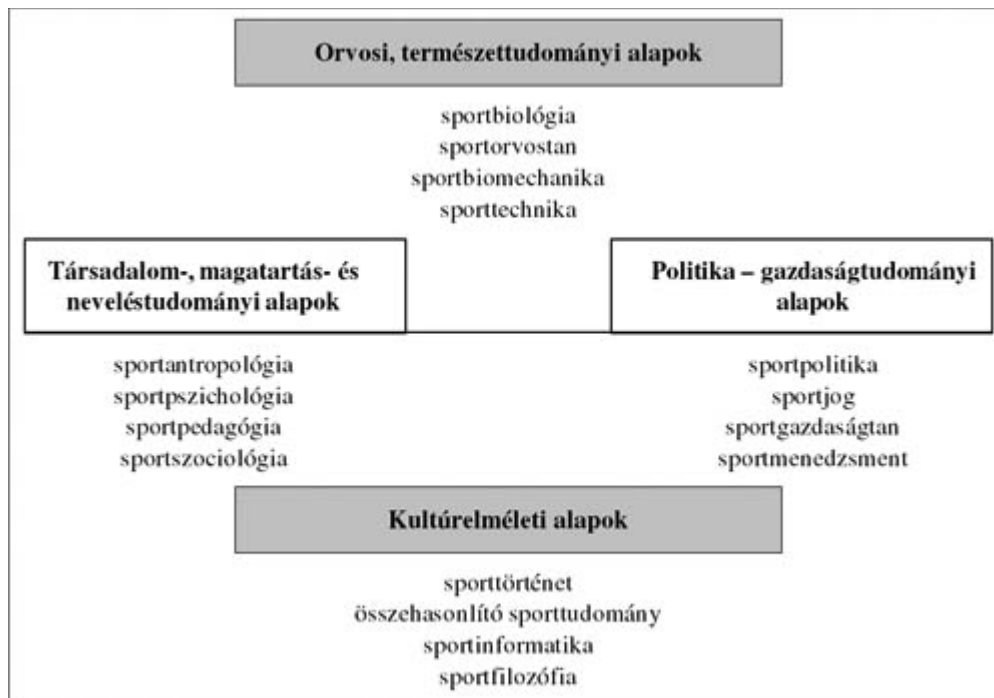 Orvosi, természettudományi alapok
sportbiológia
sportorvostan
sportbiomechanika
sporttechnika
Társadalom-, magatartás- és
neveléstudományi alapok
sportantropológia
sportpszichológia
sportpedagógia
sportszociológia
Politika – gazdaságtudományi
alapok
sportpolitika
sportjog
sportgazdaságtan
sportmenedzsment
Kultúrelméleti alapok
sporttörténet
összehasonlító sporttudomány
sportinformatika
sportfilozófia